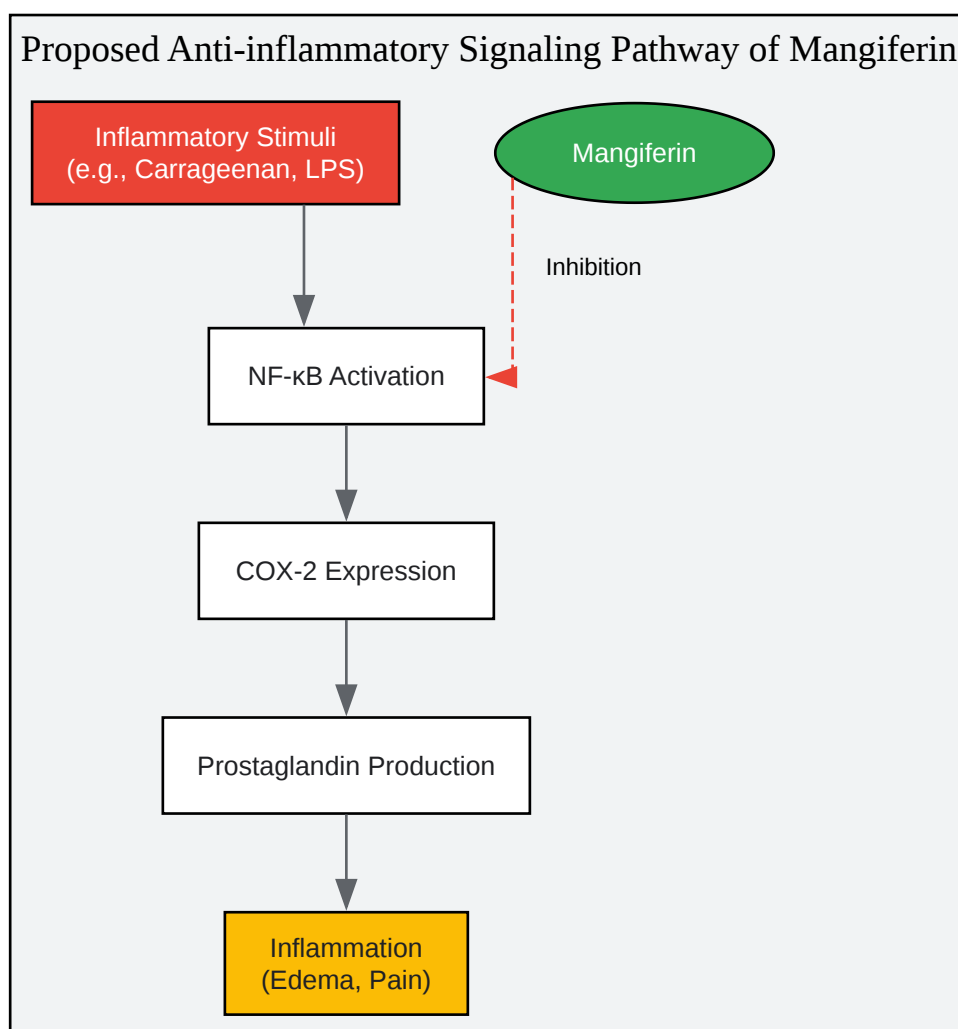 Proposed Anti-inflammatory Signaling Pathway of Mangiferin
Inflammatory Stimuli
(e.g., Carrageenan, LPS)
Mangiferin
Inhibition
NF-κB Activation
COX-2 Expression
Prostaglandin Production
Inflammation
(Edema, Pain)